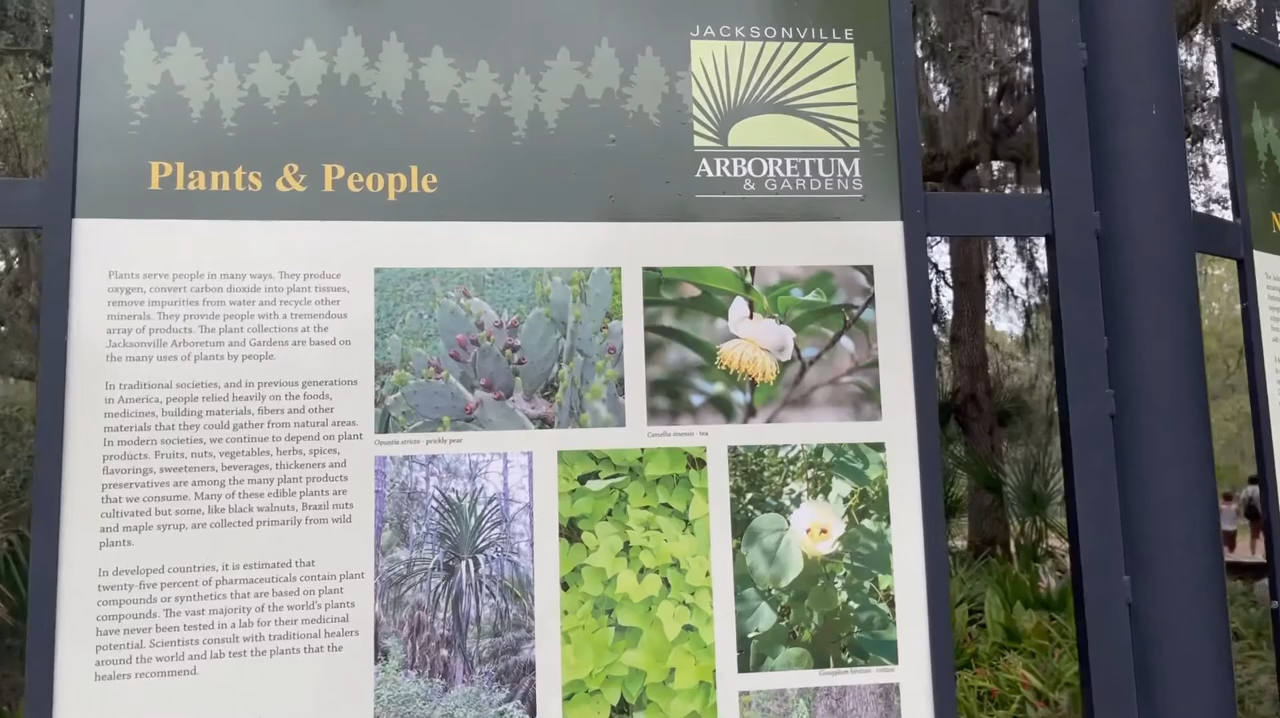 JACKSONVILLE
ARBORETUM
& GARDENS
Plants & People
Plants serve people in many ways. They produce
oxygen, convert carbon dioxide into plant tissues,
remove impurities from water and recycle other
minerals. They provide people with a tremendous
array of products. The plant collections at the
Jacksonville Arboretum and Gardens are based on
the many uses of plants by people.
In traditional societies, and in previous generations
in America, people relied heavily on the foods,
medicines, building materials, fibers and other
materials that they could gather from natural areas.
In modern societies, we continue to depend on plant
products. Fruits, nuts, vegetables, herbs, spices,
flavorings, sweeteners, beverages, thickeners and
preservatives are among the many plant products
that we consume. Many of these edible plants are
cultivated but some, like black walnuts, Brazil nuts
and maple syrup, are collected primarily from wild
plants.
In developed countries, it is estimated that
twenty-five percent of pharmaceuticals contain plant
compounds or synthetics that are based on plant
compounds. The vast majority of the world's plants
have never been tested in a lab for their medicinal
potential. Scientists consult with traditional healers
around the world and lab test the plants that the
healers recommend.
Opuntia stricta - prickly pear
Camellia sinensis - tea